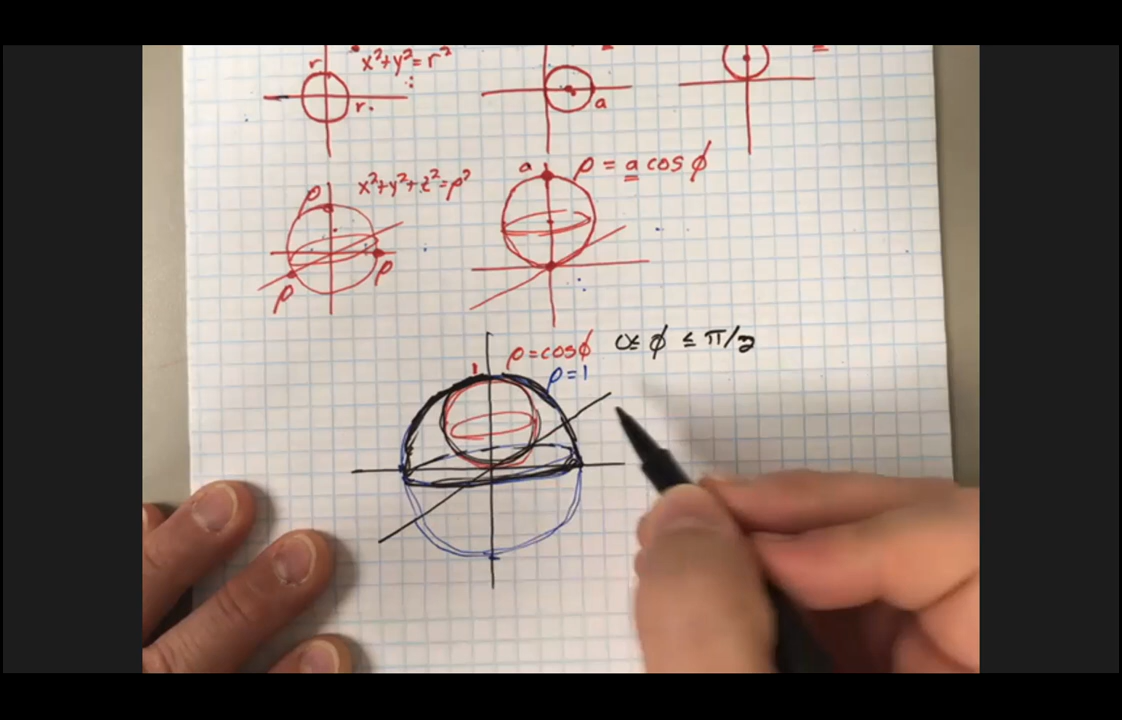 r x²+y²=r²
r.
a
a ρ = a cos ϕ
ρ x²+y²+z²=ρ²
ρ
ρ
1 ρ=cosϕ 0≤ ϕ ≤ π/2
ρ=1